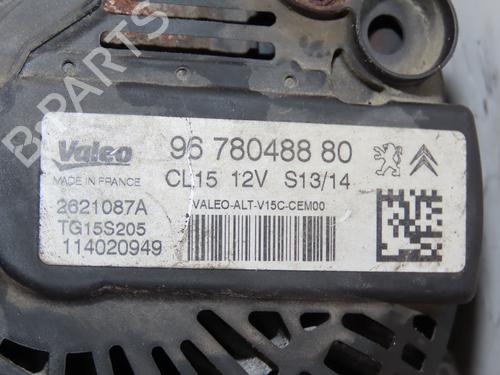 B-PARTS
Valeo
96 780488 80
MADE IN FRANCE
CL15 12V S13/14
2621087A
VALEO-ALT-V15C-CEM00
TG15S205
114020949